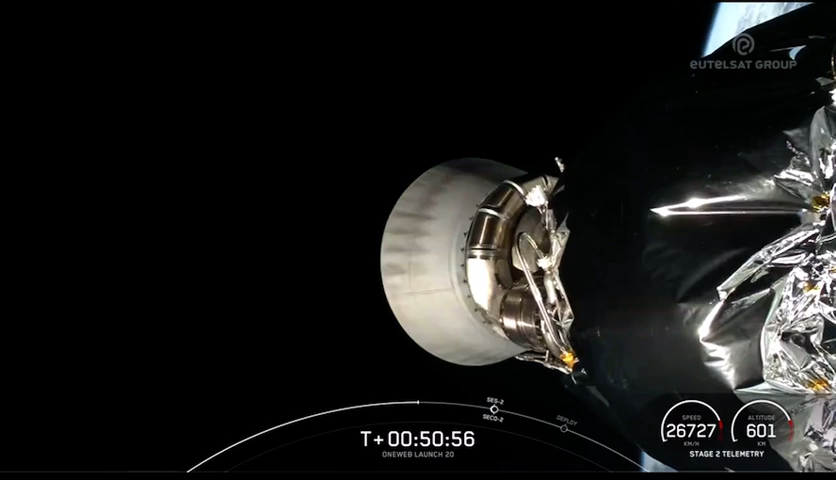 eUTELSAT GROUP
SES-2
SECO-2
DEPLOY
T+ 00:50:56
ONEWEB LAUNCH 20
SPEED
26727
KM/H
ALTITUDE
601
KM
STAGE 2 TELEMETRY